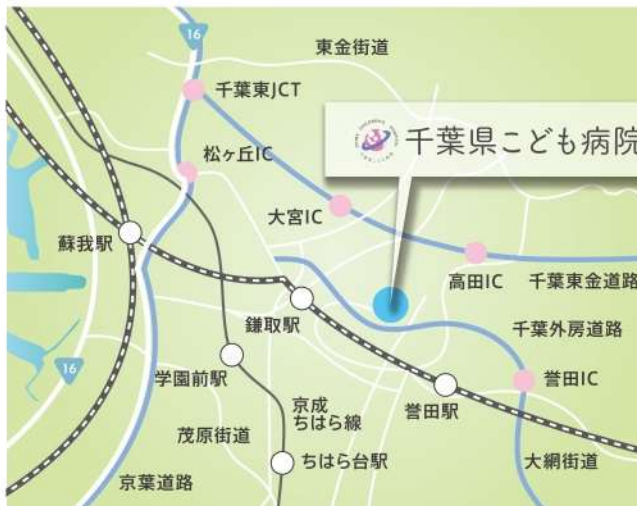 16
東金街道
千葉東JCT
千葉県こども病院
松ヶ丘IC
大宮IC
蘇我駅
高田IC
千葉東金道路
鎌取駅
千葉外房道路
学園前駅
16
誉田IC
京成
ちはら線
誉田駅
茂原街道
ちはら台駅
大網街道
京葉道路